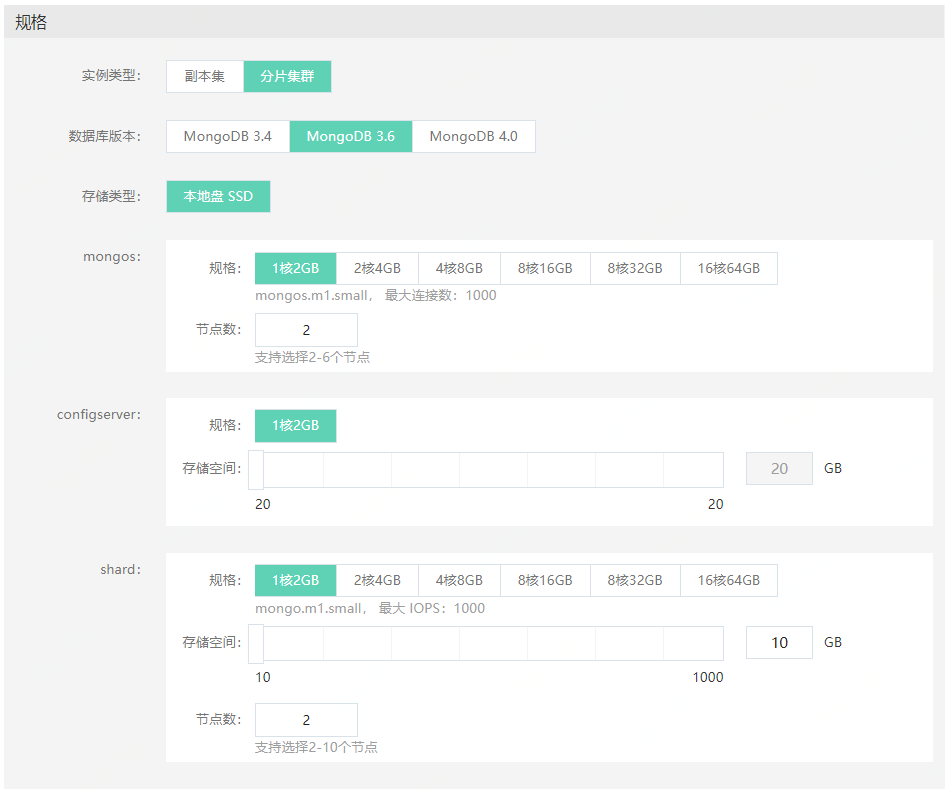 规格
实例类型： 副本集 分片集群
数据库版本： MongoDB 3.4 MongoDB 3.6 MongoDB 4.0
存储类型： 本地盘 SSD
mongos：
规格： 1核2GB 2核4GB 4核8GB 8核16GB 8核32GB 16核64GB
mongos.m1.small， 最大连接数：1000
节点数： 2
支持选择2-6个节点
configserver：
规格： 1核2GB
存储空间： 20 GB
20 20
shard：
规格： 1核2GB 2核4GB 4核8GB 8核16GB 8核32GB 16核64GB
mongo.m1.small， 最大 IOPS：1000
存储空间： 10 GB
10 1000
节点数： 2
支持选择2-10个节点